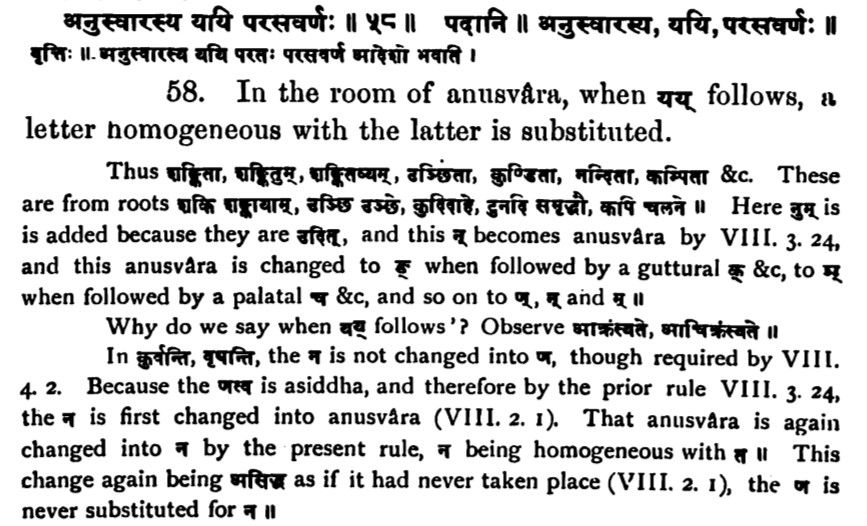 अनुस्वारस्य ययि परसवर्णः ॥ ५८ ॥ पदानि ॥ अनुस्वारस्य, ययि, परसवर्णः ॥
वृत्तिः ॥ अनुस्वारस्य ययि परतः परसवर्ण आदेशो भवति ।
58. In the room of anusvâra, when यय् follows, a
letter homogeneous with the latter is substituted.
Thus शङ्किता, शङ्कितुम्, शङ्कितव्यम्, उञ्छिता, कुण्डिता, नन्दिता, कम्पिता &c. These
are from roots शकि शङ्कायाम्, उञ्छि उञ्छे, कुदिदाहे, टुनदि समृद्धौ, कपि चलने ॥ Here नुम् is
is added because they are उदित्, and this न् becomes anusvâra by VIII. 3. 24,
and this anusvâra is changed to ङ् when followed by a guttural क् &c, to ञ्
when followed by a palatal च &c, and so on to ण्, न् and म् ॥
Why do we say when यय् follows'? Observe आक्रंस्यते, आचिक्रंस्यते ॥
In कुर्वन्ति, वृषन्ति, the न is not changed into ण, though required by VIII.
4. 2. Because the णत्व is asiddha, and therefore by the prior rule VIII. 3. 24,
the न is first changed into anusvâra (VIII. 2. 1). That anusvâra is again
changed into न by the present rule, न being homogeneous with त ॥ This
change again being असिद्ध as if it had never taken place (VIII. 2. 1), the ण is
never substituted for न ॥